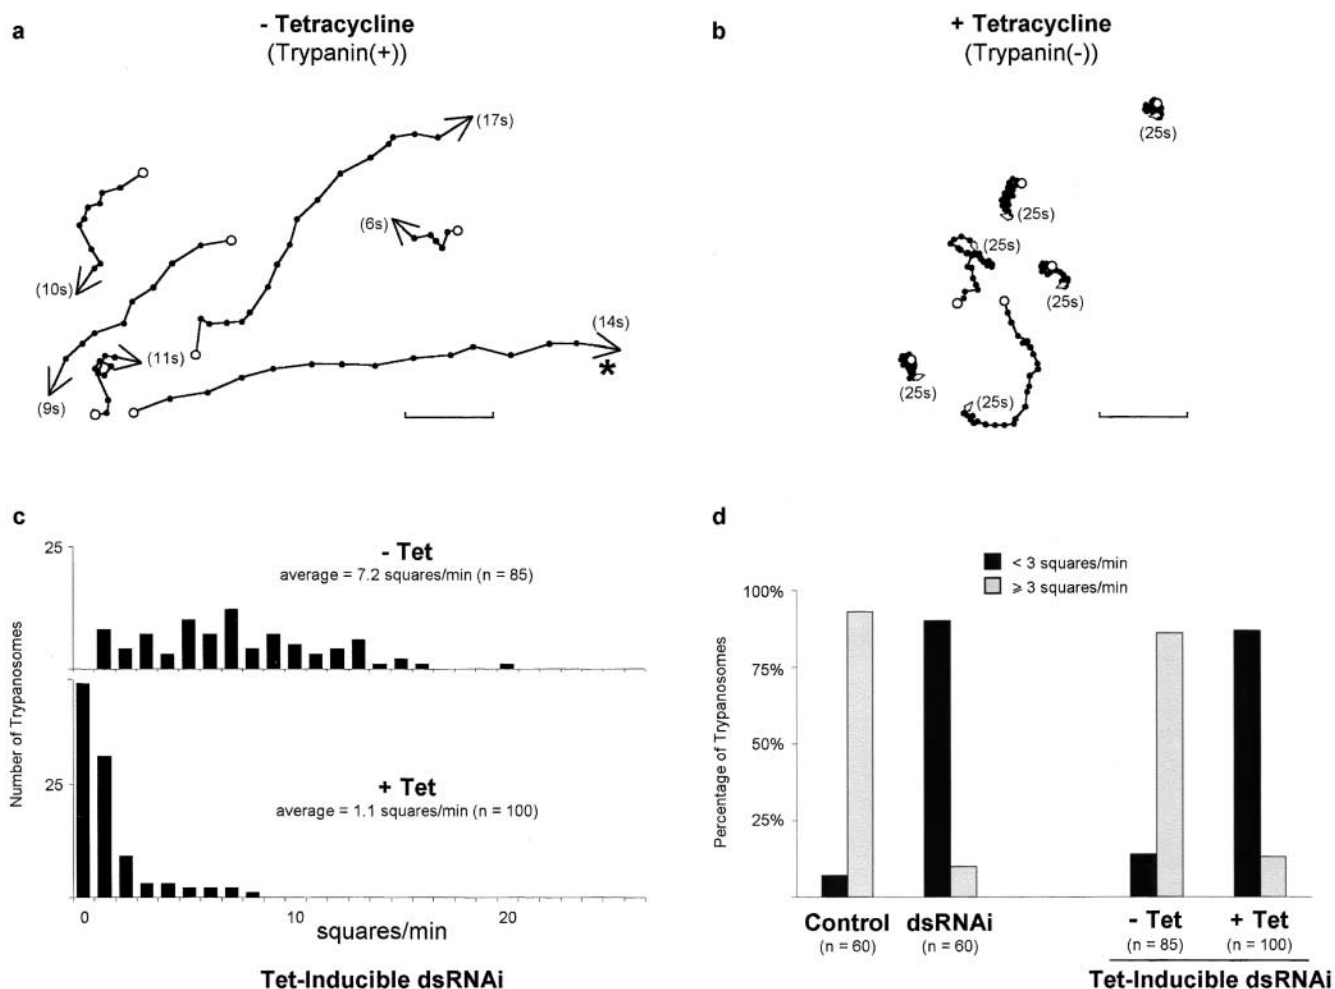 a
- Tetracycline
(Trypanin(+))
(17s)
(6s)
(10s)
(14s)
(11s)
*
(9s)
b
+ Tetracycline
(Trypanin(-))
(25s)
(25s)
(25s)
(25s)
(25s)
(25s)
c
25
- Tet
average = 7.2 squares/min (n = 85)
Number of Trypanosomes
25
+ Tet
average = 1.1 squares/min (n = 100)
0 10 20
squares/min
Tet-Inducible dsRNAi
d
< 3 squares/min
⩾ 3 squares/min
100%
75%
50%
25%
Percentage of Trypanosomes
Control dsRNAi - Tet + Tet
(n = 60) (n = 60) (n = 85) (n = 100)
Tet-Inducible dsRNAi